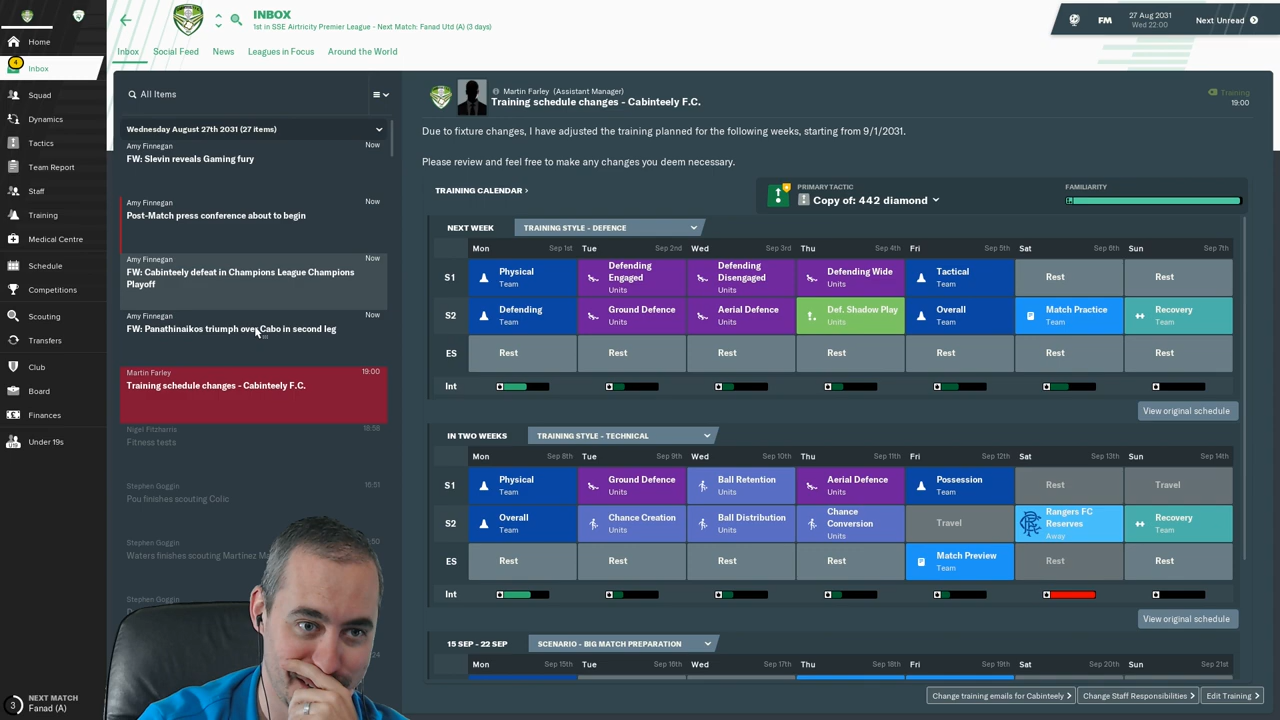 INBOX
1st in SSE Airtricity Premier League - Next Match: Fanad Utd (A) (3 days)
FM
27 Aug 2031
Wed 22:00
Next Unread
Inbox
Social Feed
News
Leagues in Focus
Around the World
Home
4
Inbox
Squad
Dynamics
Tactics
Team Report
Staff
Training
Medical Centre
Schedule
Competitions
Scouting
Transfers
Club
Board
Finances
Under 19s
3
NEXT MATCH
Fanad (A)
All Items
Wednesday August 27th 2031 (27 items)
Amy Finnegan Now
FW: Slevin reveals Gaming fury
Amy Finnegan Now
Post-Match press conference about to begin
Amy Finnegan Now
FW: Cabinteely defeat in Champions League Champions
Playoff
Amy Finnegan Now
FW: Panathinaikos triumph over Cabo in second leg
Martin Farley 19:00
Training schedule changes - Cabinteely F.C.
Nigel Fitzharris 18:58
Fitness tests
Stephen Goggin 16:51
Pou finishes scouting Colic
Stephen Goggin
Waters finishes scouting Martinez
Stephen Goggin
Martin Farley (Assistant Manager)
Training schedule changes - Cabinteely F.C.
Training
19:00
Due to fixture changes, I have adjusted the training planned for the following weeks, starting from 9/1/2031.
Please review and feel free to make any changes you deem necessary.
TRAINING CALENDAR >
PRIMARY TACTIC
Copy of: 442 diamond
FAMILIARITY
NEXT WEEK TRAINING STYLE - DEFENCE
Mon Sep 1st Tue Sep 2nd Wed Sep 3rd Thu Sep 4th Fri Sep 5th Sat Sep 6th Sun Sep 7th
S1 Physical Team Defending Engaged Units Defending Disengaged Units Defending Wide Units Tactical Team Rest Rest
S2 Defending Team Ground Defence Units Aerial Defence Units Def. Shadow Play Units Overall Team Match Practice Team Recovery Team
ES Rest Rest Rest Rest Rest Rest Rest
Int
View original schedule
IN TWO WEEKS TRAINING STYLE - TECHNICAL
Mon Sep 8th Tue Sep 9th Wed Sep 10th Thu Sep 11th Fri Sep 12th Sat Sep 13th Sun Sep 14th
S1 Physical Team Ground Defence Units Ball Retention Units Aerial Defence Units Possession Team Rest Travel
S2 Overall Team Chance Creation Units Ball Distribution Units Chance Conversion Units Travel Rangers FC Reserves Away Recovery Team
ES Rest Rest Rest Rest Match Preview Team Rest Rest
Int
View original schedule
15 SEP - 22 SEP SCENARIO - BIG MATCH PREPARATION
Mon Sep 15th Tue Sep 16th Wed Sep 17th Thu Sep 18th Fri Sep 19th Sat Sep 20th Sun Sep 21st
Change training emails for Cabinteely > Change Staff Responsibilities > Edit Training >